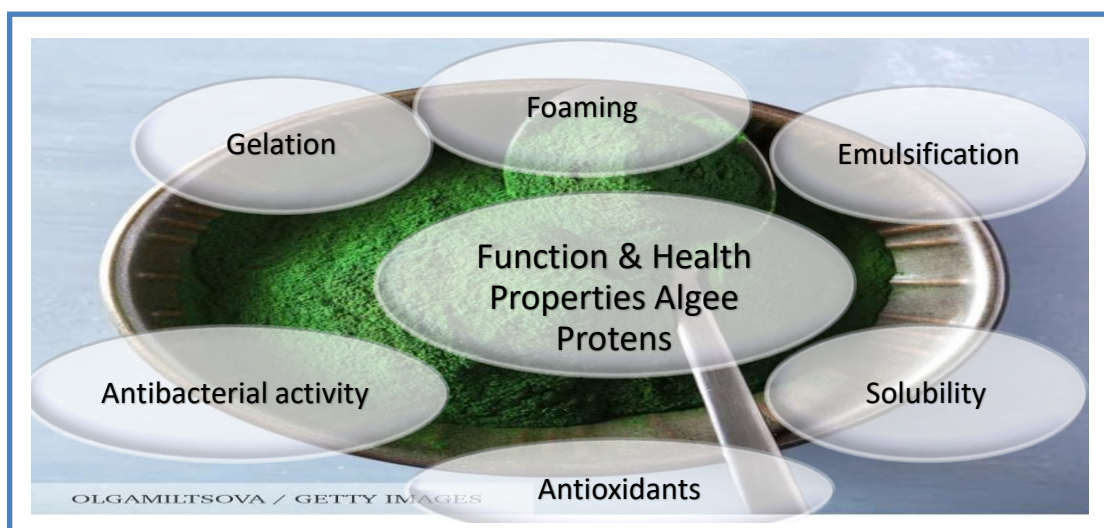 Foaming
Gelation
Emulsification
Function & Health
Properties Algee
Protens
Antibacterial activity
Solubility
Antioxidants
OLGAMILTSOVA / GETTY IMAGES